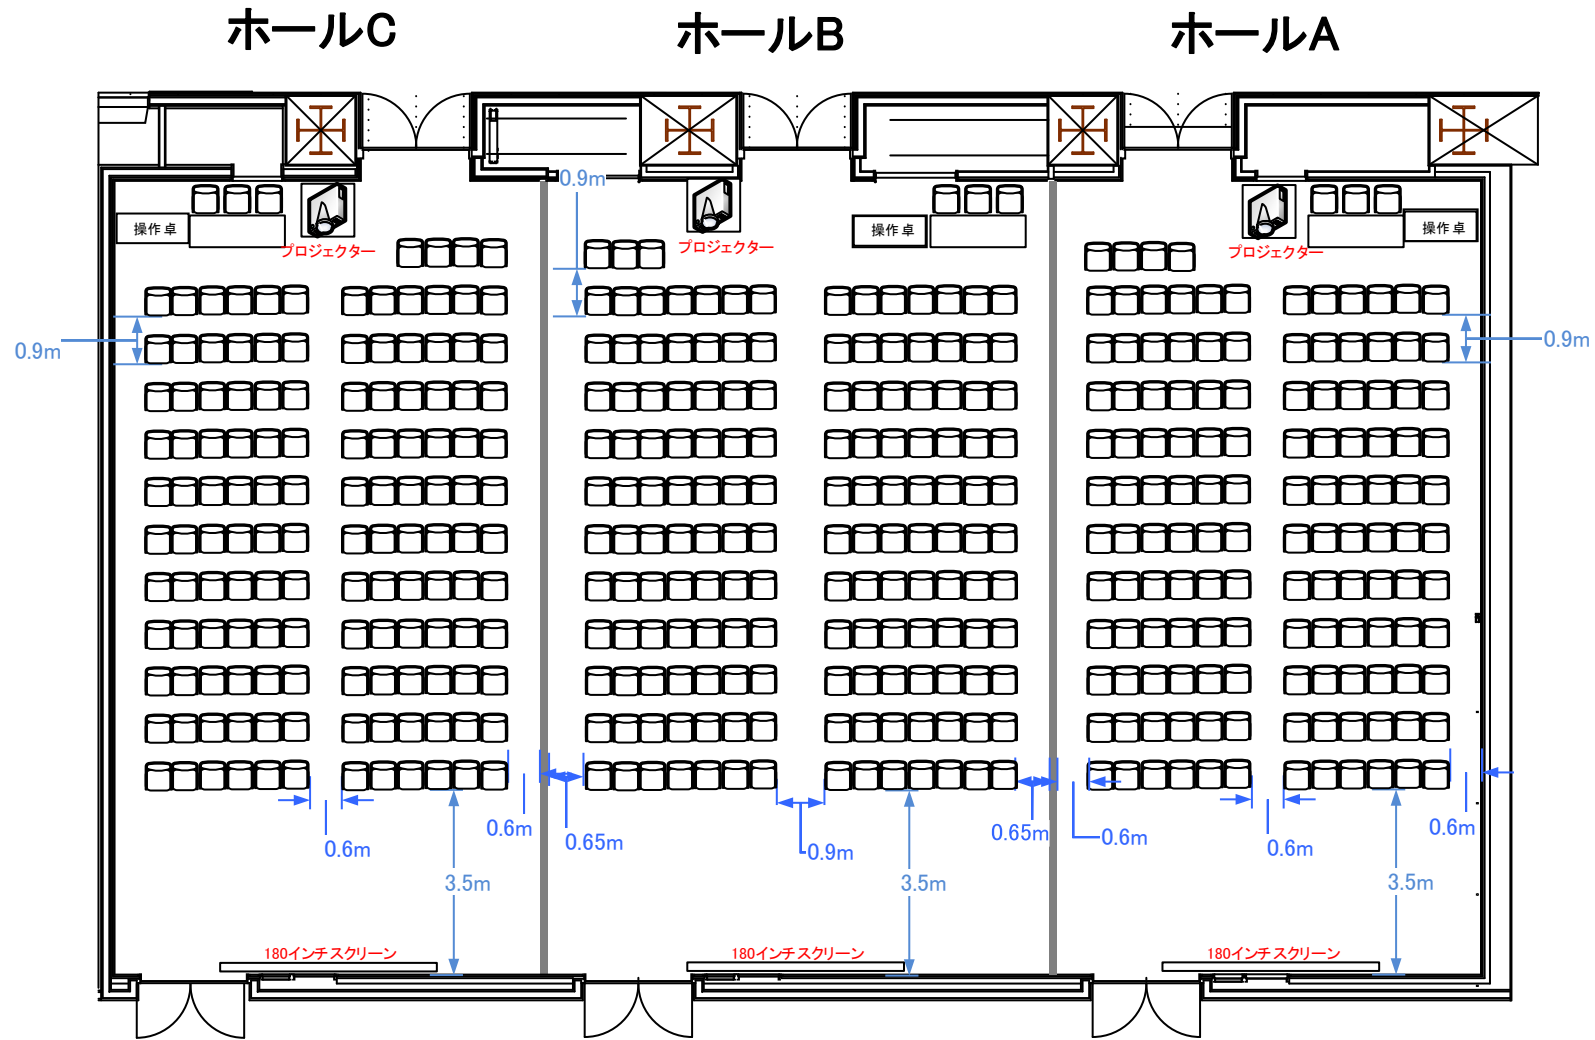 ホールC
ホールB
ホールA
0.9m
操作卓
プロジェクター
プロジェクター
操作卓
プロジェクター
操作卓
0.9m
0.9m
0.6m
0.6m
0.65m
0.9m
0.65m
0.6m
0.6m
0.6m
3.5m
3.5m
3.5m
180インチスクリーン
180インチスクリーン
180インチスクリーン